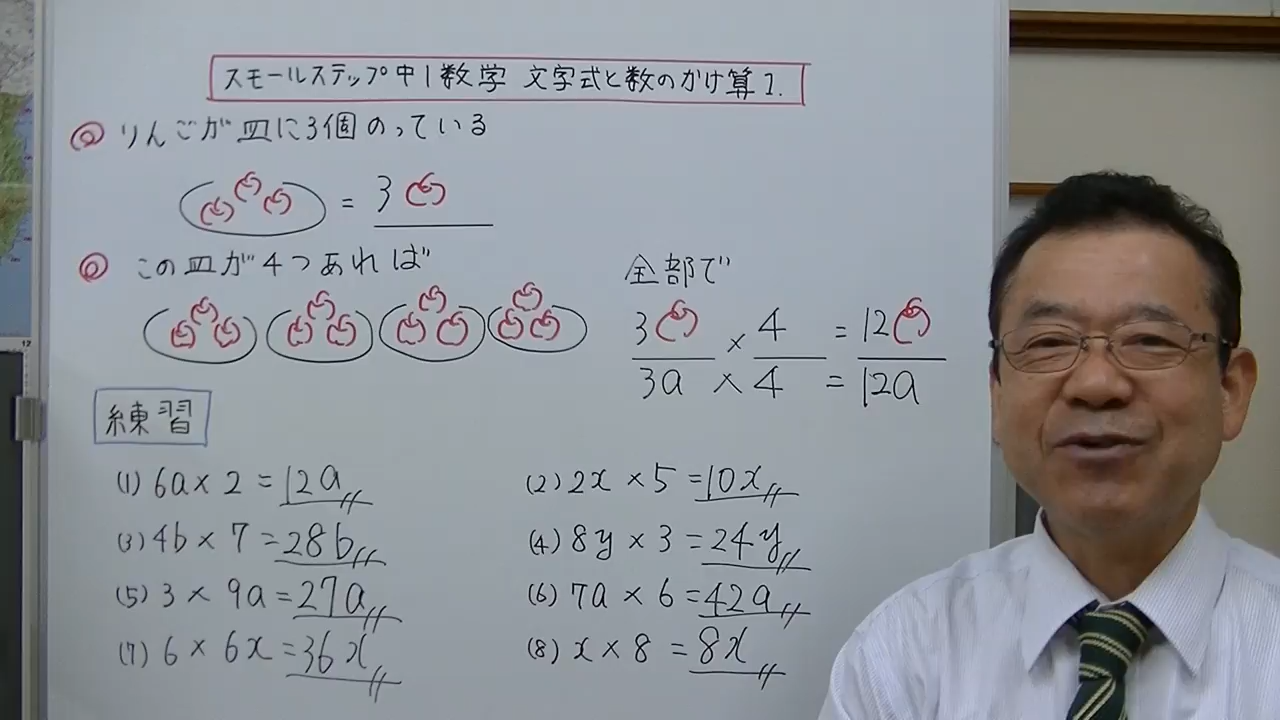 スモールステップ中1数学 文字式と数のかけ算1.
◎ りんごが皿に3個のっている
= 3
◎ この皿が4つあれば
全部で
3 × 4 = 12
3a × 4 = 12a
練習
(1) 6a × 2 = 12a
(2) 2x × 5 = 10x
(3) 4b × 7 = 28b
(4) 8y × 3 = 24y
(5) 3 × 9a = 27a
(6) 7a × 6 = 42a
(7) 6 × 6x = 36x
(8) x × 8 = 8x
12